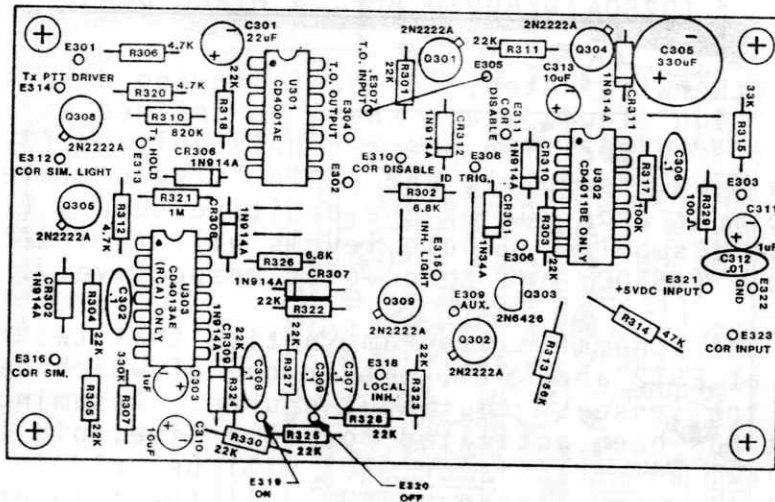 C301
22uF
2N2222A
22K
R311
2N2222A
Q304
C305
330uF
E301
R306
4.7K
Q301
E305
C313
10uF
1N914A
CR311
Tx PTT DRIVER
E314
R320
4.7K
22K
R318
U301
CD4001AE
T.O. OUTPUT
T.O. INPUT
E307
22K
R301
DISABLE
COR
E311
33K
R315
Q308
2N2222A
R310
820K
E304
CR312
1N914A
Tx HOLD
E313
CR306
1N914A
E312
COR SIM. LIGHT
E310
COR DISABLE
E308
ID TRIG.
CR310
1N914A
U302
CD4011BE ONLY
R317
100K
C306
.1
E303
E302
R321
1M
R302
6.8K
CR301
1N34A
R303
22K
R329
100Ω
C311
1uF
Q305
2N2222A
R312
4.7K
CR308
1N914A
R326
6.8K
INH. LIGHT
E315
E306
C312
.01
CR307
1N914A
R322
22K
GND
E321
+5VDC INPUT
E322
CR302
1N914A
R304
22K
C302
.1
U303
CD4013AE
(RCA) ONLY
Q309
2N2222A
E309
AUX.
Q303
2N6426
R314
47K
E323
COR INPUT
E316
COR SIM.
1N914A
CR309
22K
22K
Q302
2N2222A
R313
R305
22K
330K
R307
1uF
C303
R324
C308
.1
R327
C309
.1
C307
.1
E318
LOCAL
INH.
R323
10uF
C310
R330
22K
R325
22K
R328
22K
E319
ON
E320
OFF